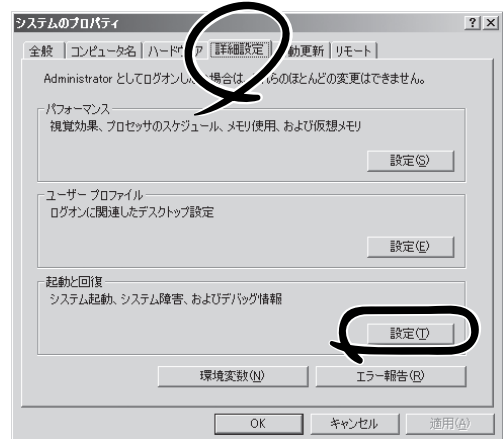 システムのプロパティ
全般 コンピュータ名 ハードウェア 詳細設定 動更新 リモート
Administrator としてログオンし 場合は、 らのほとんどの変更はできません。
パフォーマンス
視覚効果、プロセッサのスケジュール、メモリ使用、および仮想メモリ
設定(S)
ユーザー プロファイル
ログオンに関連したデスクトップ設定
設定(E)
起動と回復
システム起動、システム障害、およびデバッグ情報
設定(T)
環境変数(N) エラー報告(R)
OK キャンセル 適用(A)